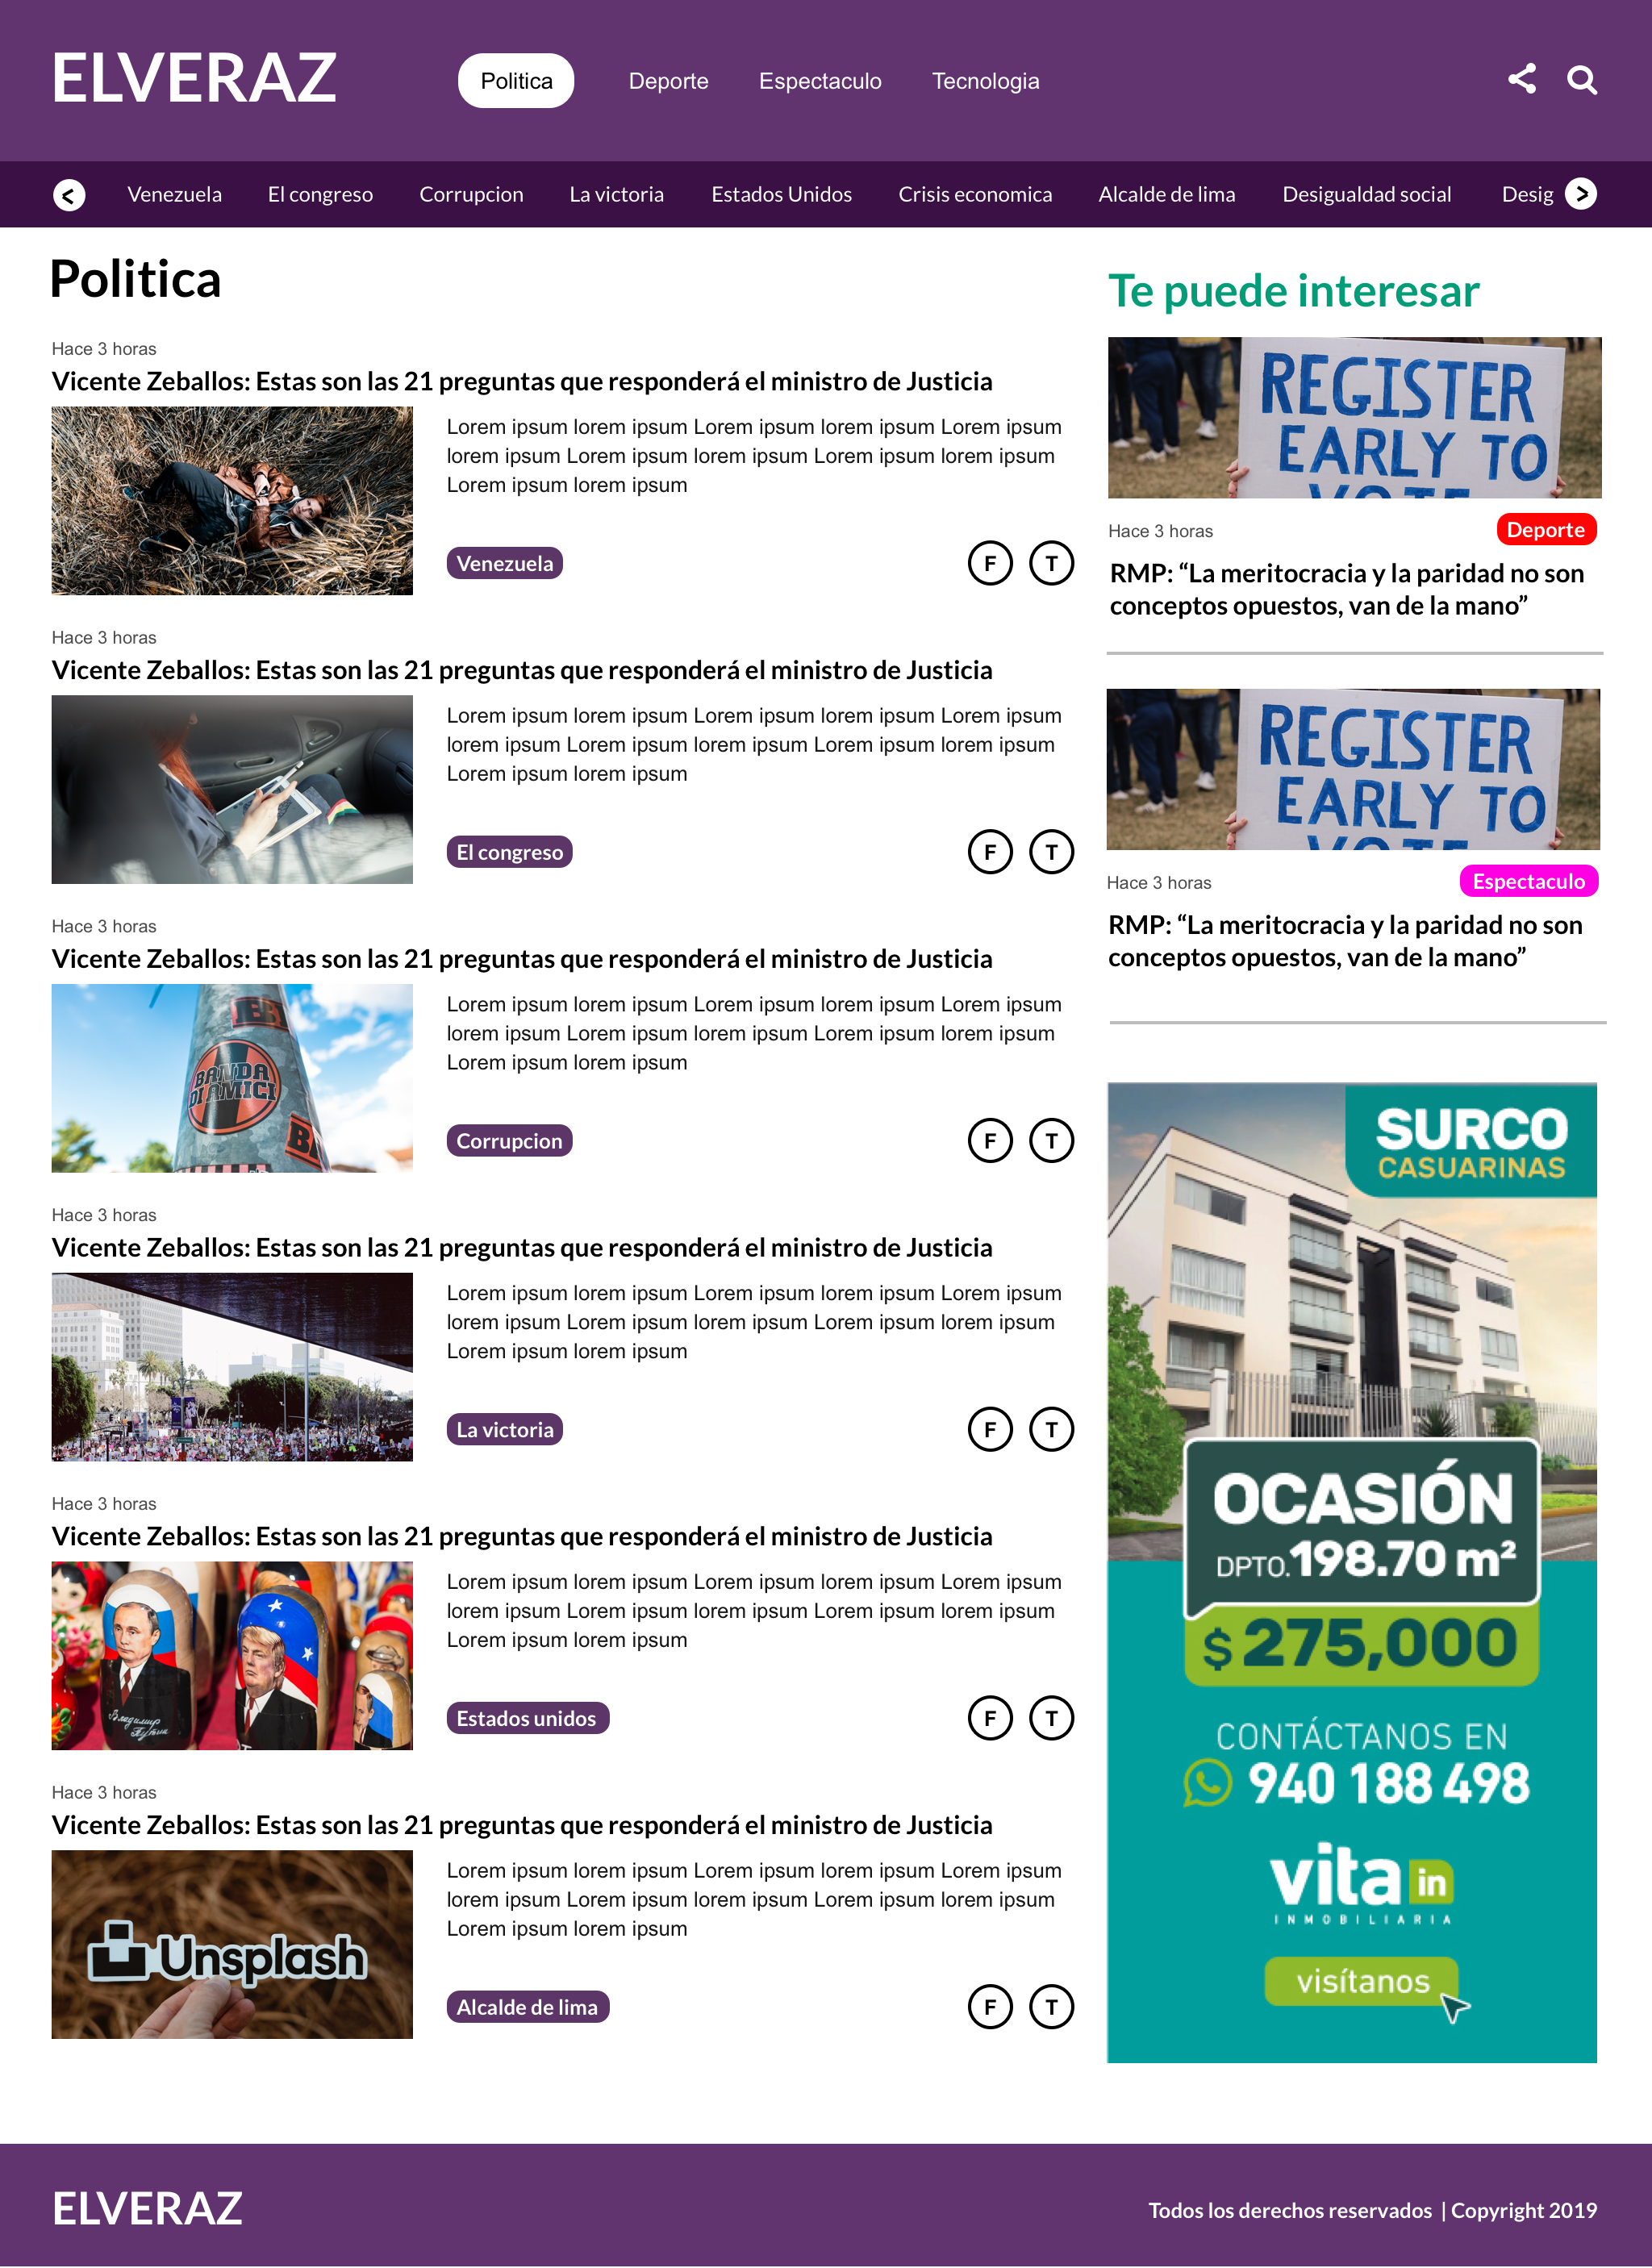 ELVERAZ
Politica
Deporte
Espectaculo
Tecnologia
<
Venezuela
El congreso
Corrupcion
La victoria
Estados Unidos
Crisis economica
Alcalde de lima
Desigualdad social
Desig
>
Politica
Hace 3 horas
Vicente Zeballos: Estas son las 21 preguntas que responderá el ministro de Justicia
Lorem ipsum lorem ipsum Lorem ipsum lorem ipsum Lorem ipsum
lorem ipsum Lorem ipsum lorem ipsum Lorem ipsum lorem ipsum
Lorem ipsum lorem ipsum
Venezuela
F
T
Hace 3 horas
Vicente Zeballos: Estas son las 21 preguntas que responderá el ministro de Justicia
Lorem ipsum lorem ipsum Lorem ipsum lorem ipsum Lorem ipsum
lorem ipsum Lorem ipsum lorem ipsum Lorem ipsum lorem ipsum
Lorem ipsum lorem ipsum
El congreso
F
T
Hace 3 horas
Vicente Zeballos: Estas son las 21 preguntas que responderá el ministro de Justicia
BANDA
DI AMICI
B
Lorem ipsum lorem ipsum Lorem ipsum lorem ipsum Lorem ipsum
lorem ipsum Lorem ipsum lorem ipsum Lorem ipsum lorem ipsum
Lorem ipsum lorem ipsum
Corrupcion
F
T
Hace 3 horas
Vicente Zeballos: Estas son las 21 preguntas que responderá el ministro de Justicia
Lorem ipsum lorem ipsum Lorem ipsum lorem ipsum Lorem ipsum
lorem ipsum Lorem ipsum lorem ipsum Lorem ipsum lorem ipsum
Lorem ipsum lorem ipsum
La victoria
F
T
Hace 3 horas
Vicente Zeballos: Estas son las 21 preguntas que responderá el ministro de Justicia
Владимир
Путин
Lorem ipsum lorem ipsum Lorem ipsum lorem ipsum Lorem ipsum
lorem ipsum Lorem ipsum lorem ipsum Lorem ipsum lorem ipsum
Lorem ipsum lorem ipsum
Estados unidos
F
T
Hace 3 horas
Vicente Zeballos: Estas son las 21 preguntas que responderá el ministro de Justicia
Unsplash
Lorem ipsum lorem ipsum Lorem ipsum lorem ipsum Lorem ipsum
lorem ipsum Lorem ipsum lorem ipsum Lorem ipsum lorem ipsum
Lorem ipsum lorem ipsum
Alcalde de lima
F
T
Te puede interesar
REGISTER
EARLY TO
VOTE
Hace 3 horas
Deporte
RMP: “La meritocracia y la paridad no son
conceptos opuestos, van de la mano”
REGISTER
EARLY TO
VOTE
Hace 3 horas
Espectaculo
RMP: “La meritocracia y la paridad no son
conceptos opuestos, van de la mano”
SURCO
CASUARINAS
OCASIÓN
DPTO. 198.70 m²
$ 275,000
CONTÁCTANOS EN
940 188 498
vita in
INMOBILIARIA
visítanos
ELVERAZ
Todos los derechos reservados | Copyright 2019